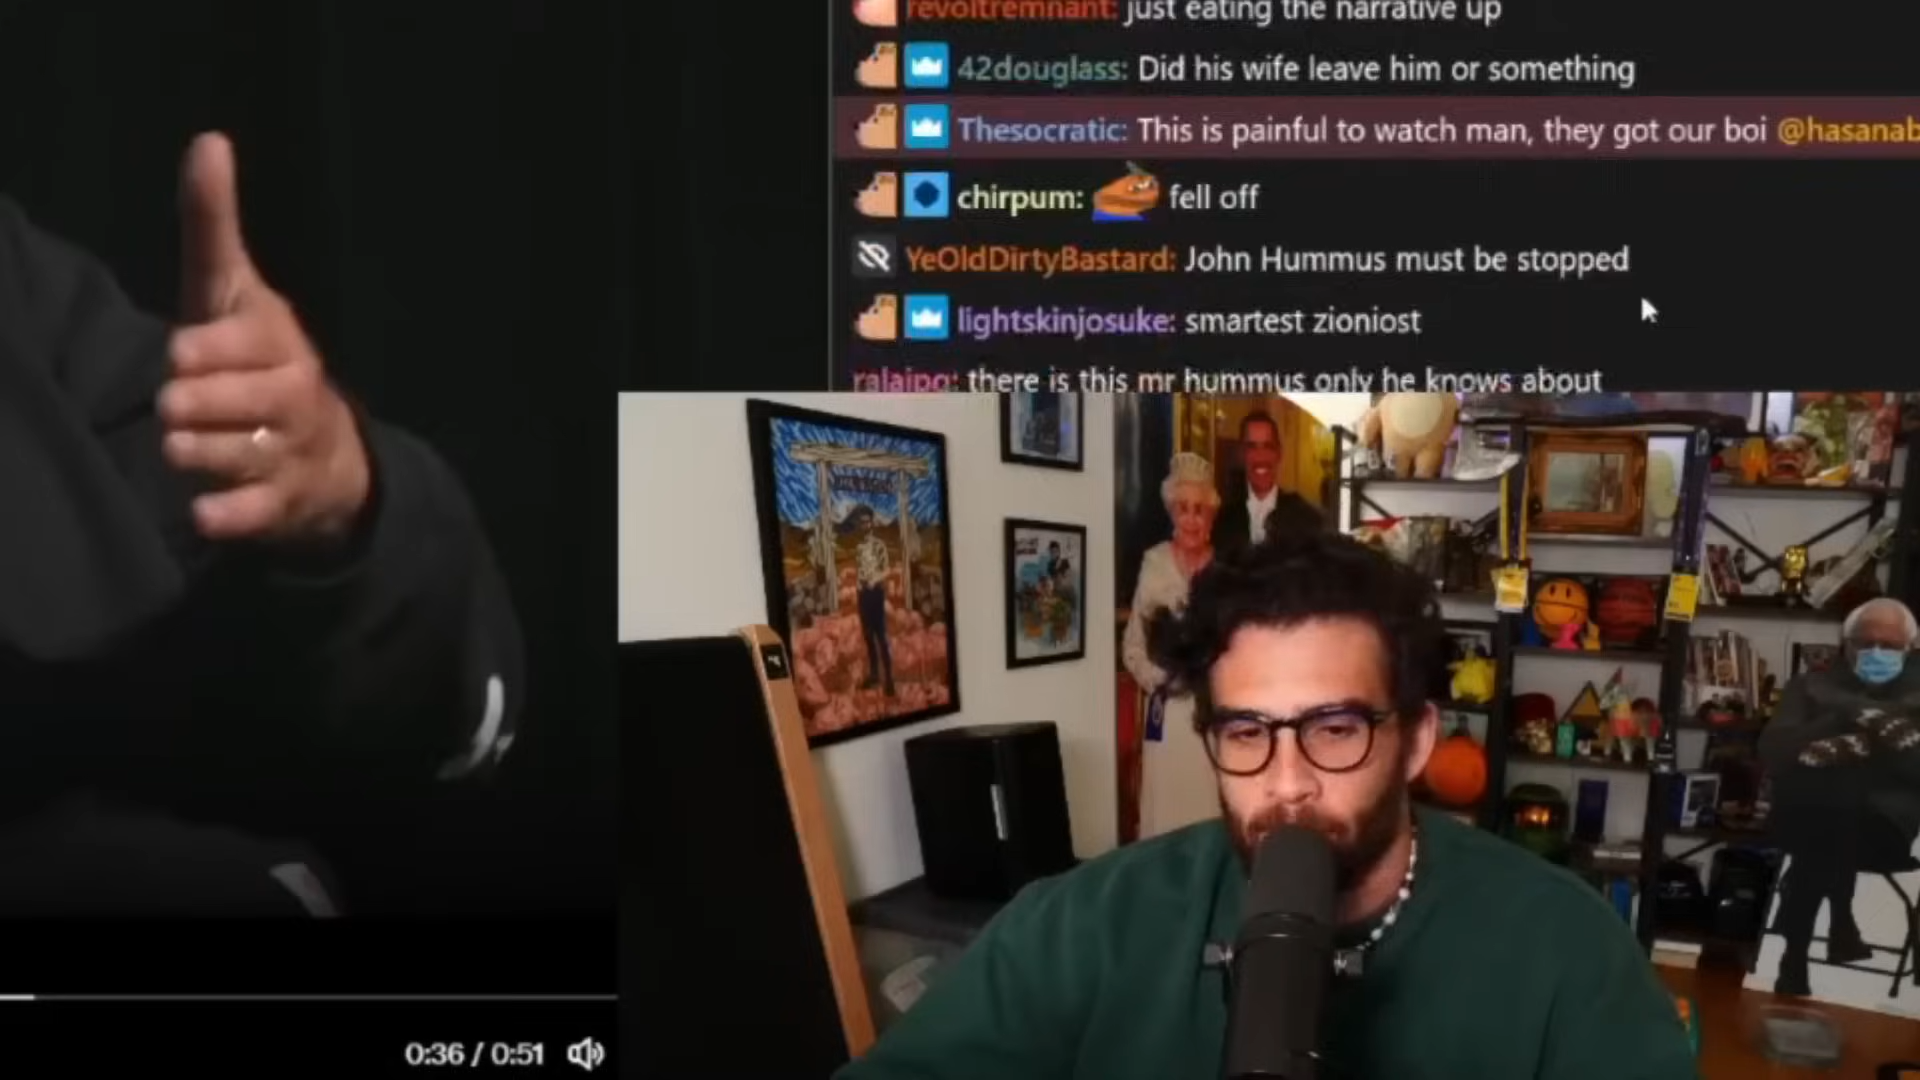 revoltremnant: just eating the narrative up
42douglass: Did his wife leave him or something
Thesocratic: This is painful to watch man, they got our boi @hasanab
chirpum: fell off
YeOldDirtyBastard: John Hummus must be stopped
lightskinjosuke: smartest zioniost
there is this mr hummus only he knows about
0:36 / 0:51